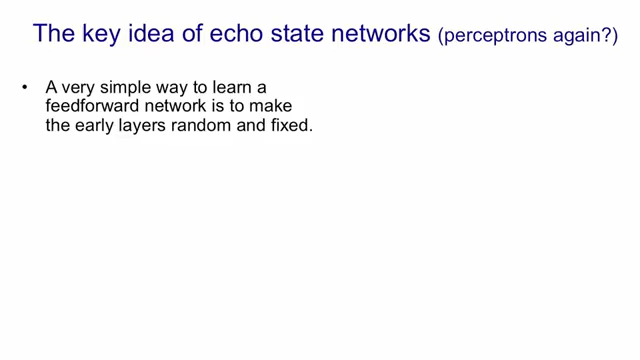 The key idea of echo state networks (perceptrons again?)
• A very simple way to learn a
feedforward network is to make
the early layers random and fixed.